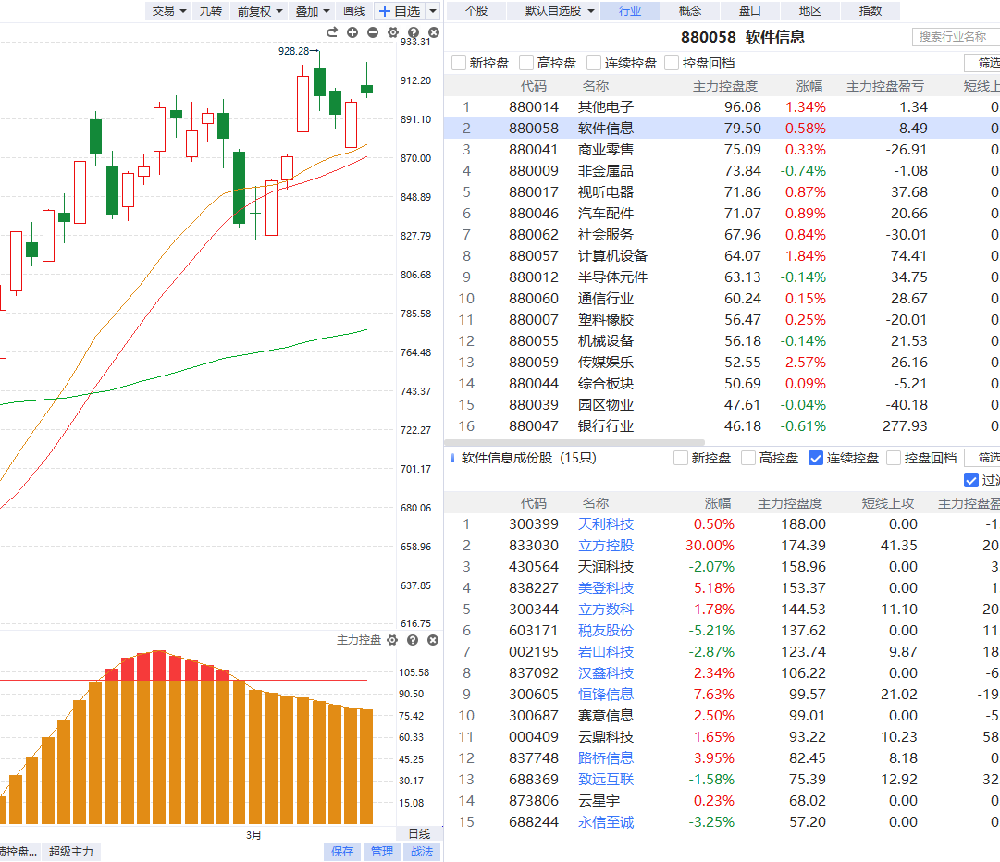 交易 九转 前复权 叠加 画线 自选
933.31
928.28
912.20
891.10
870.00
848.89
827.79
806.68
785.58
764.48
743.37
722.27
701.17
680.06
658.96
637.85
616.75
主力控盘
105.58
90.50
75.42
60.33
45.25
30.17
15.08
3月 日线
控盘... 超级主力 保存 管理 战法
个股 默认自选股 行业 概念 盘口 地区 指数
880058 软件信息 搜索行业名称
新控盘 高控盘 连续控盘 控盘回档 筛选
代码 名称 主力控盘度 涨幅 主力控盘盈亏 短线上
1 880014 其他电子 96.08 1.34% 1.34 0
2 880058 软件信息 79.50 0.58% 8.49 0
3 880041 商业零售 75.09 0.33% -26.91 0
4 880009 非金属品 73.84 -0.74% -1.08 0
5 880017 视听电器 71.86 0.87% 37.68 0
6 880046 汽车配件 71.07 0.89% 20.66 0
7 880062 社会服务 67.96 0.84% -30.01 0
8 880057 计算机设备 64.07 1.84% 74.41 0
9 880012 半导体元件 63.13 -0.14% 34.75 0
10 880060 通信行业 60.24 0.15% 28.67 0
11 880007 塑料橡胶 56.47 0.25% -20.01 0
12 880055 机械设备 56.18 -0.14% 21.53 0
13 880059 传媒娱乐 52.55 2.57% -26.16 0
14 880044 综合板块 50.69 0.09% -5.21 0
15 880039 园区物业 47.61 -0.04% -40.18 0
16 880047 银行行业 46.18 -0.61% 277.93 0
软件信息成份股（15只） 新控盘 高控盘 连续控盘 控盘回档 筛选
过滤
代码 名称 涨幅 主力控盘度 短线上攻 主力控盘盈
1 300399 天利科技 0.50% 188.00 0.00 -1
2 833030 立方控股 30.00% 174.39 41.35 20
3 430564 天润科技 -2.07% 158.96 0.00 3
4 838227 美登科技 5.18% 153.37 0.00 1
5 300344 立方数科 1.78% 144.53 11.10 20
6 603171 税友股份 -5.21% 137.62 0.00 11
7 002195 岩山科技 -2.87% 123.74 9.87 18
8 837092 汉鑫科技 2.34% 106.22 0.00 -6
9 300605 恒锋信息 7.63% 99.57 21.02 -19
10 300687 赛意信息 2.50% 99.01 0.00 -5
11 000409 云鼎科技 1.65% 93.22 10.23 58
12 837748 路桥信息 3.95% 82.45 8.18 0
13 688369 致远互联 -1.58% 75.39 12.92 32
14 873806 云星宇 0.23% 68.02 0.00 0
15 688244 永信至诚 -3.25% 57.20 0.00 0